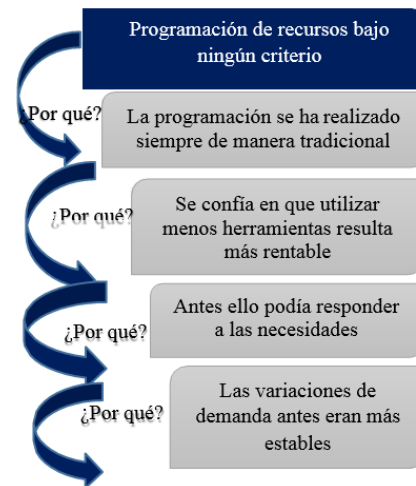 Programación de recursos bajo
ningún criterio
¿Por qué?
La programación se ha realizado
siempre de manera tradicional
¿Por qué?
Se confía en que utilizar
menos herramientas resulta
más rentable
¿Por qué?
Antes ello podía responder
a las necesidades
¿Por qué?
Las variaciones de
demanda antes eran más
estables